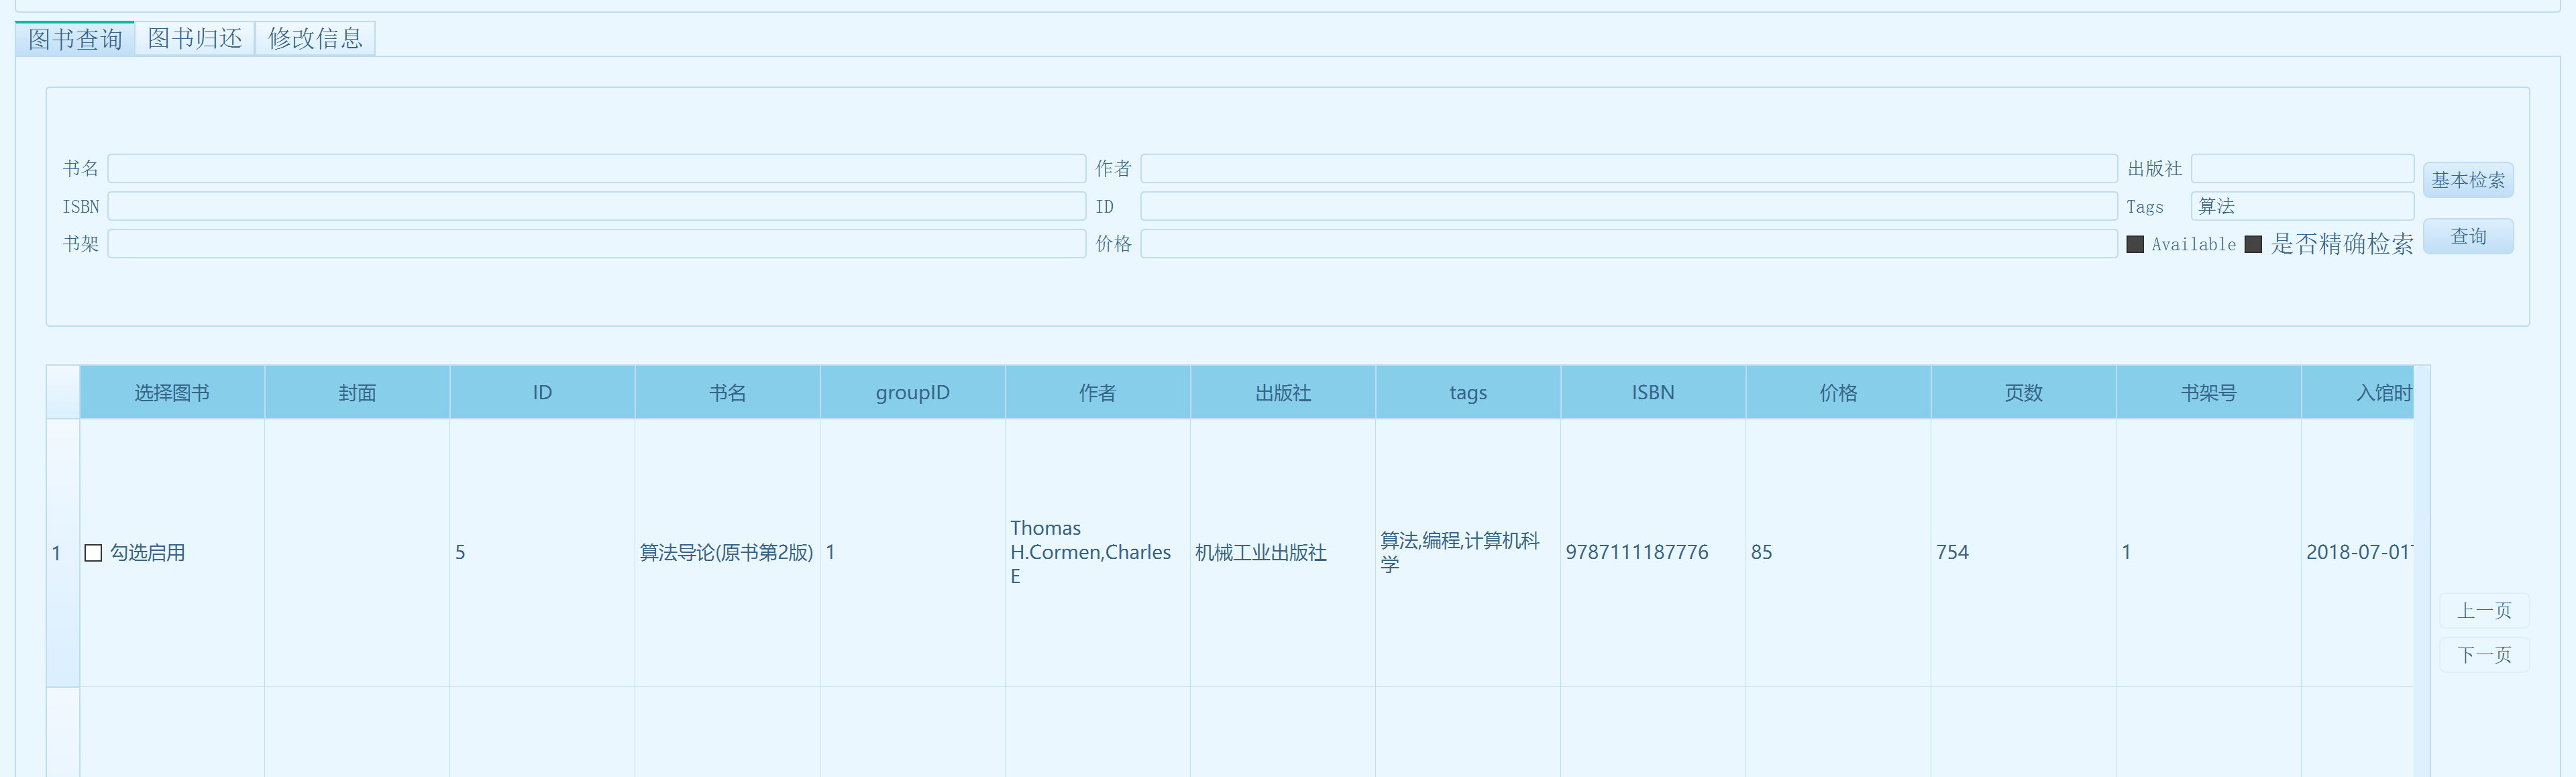 图书查询 图书归还 修改信息
书名 作者 出版社 基本检索
ISBN ID Tags 算法
书架 价格 Available 是否精确检索 查询
选择图书 封面 ID 书名 groupID 作者 出版社 tags ISBN 价格 页数 书架号 入馆时
1 勾选启用 5 算法导论(原书第2版) 1 Thomas H.Cormen,Charles E 机械工业出版社 算法,编程,计算机科学 9787111187776 85 754 1 2018-07-01
上一页
下一页